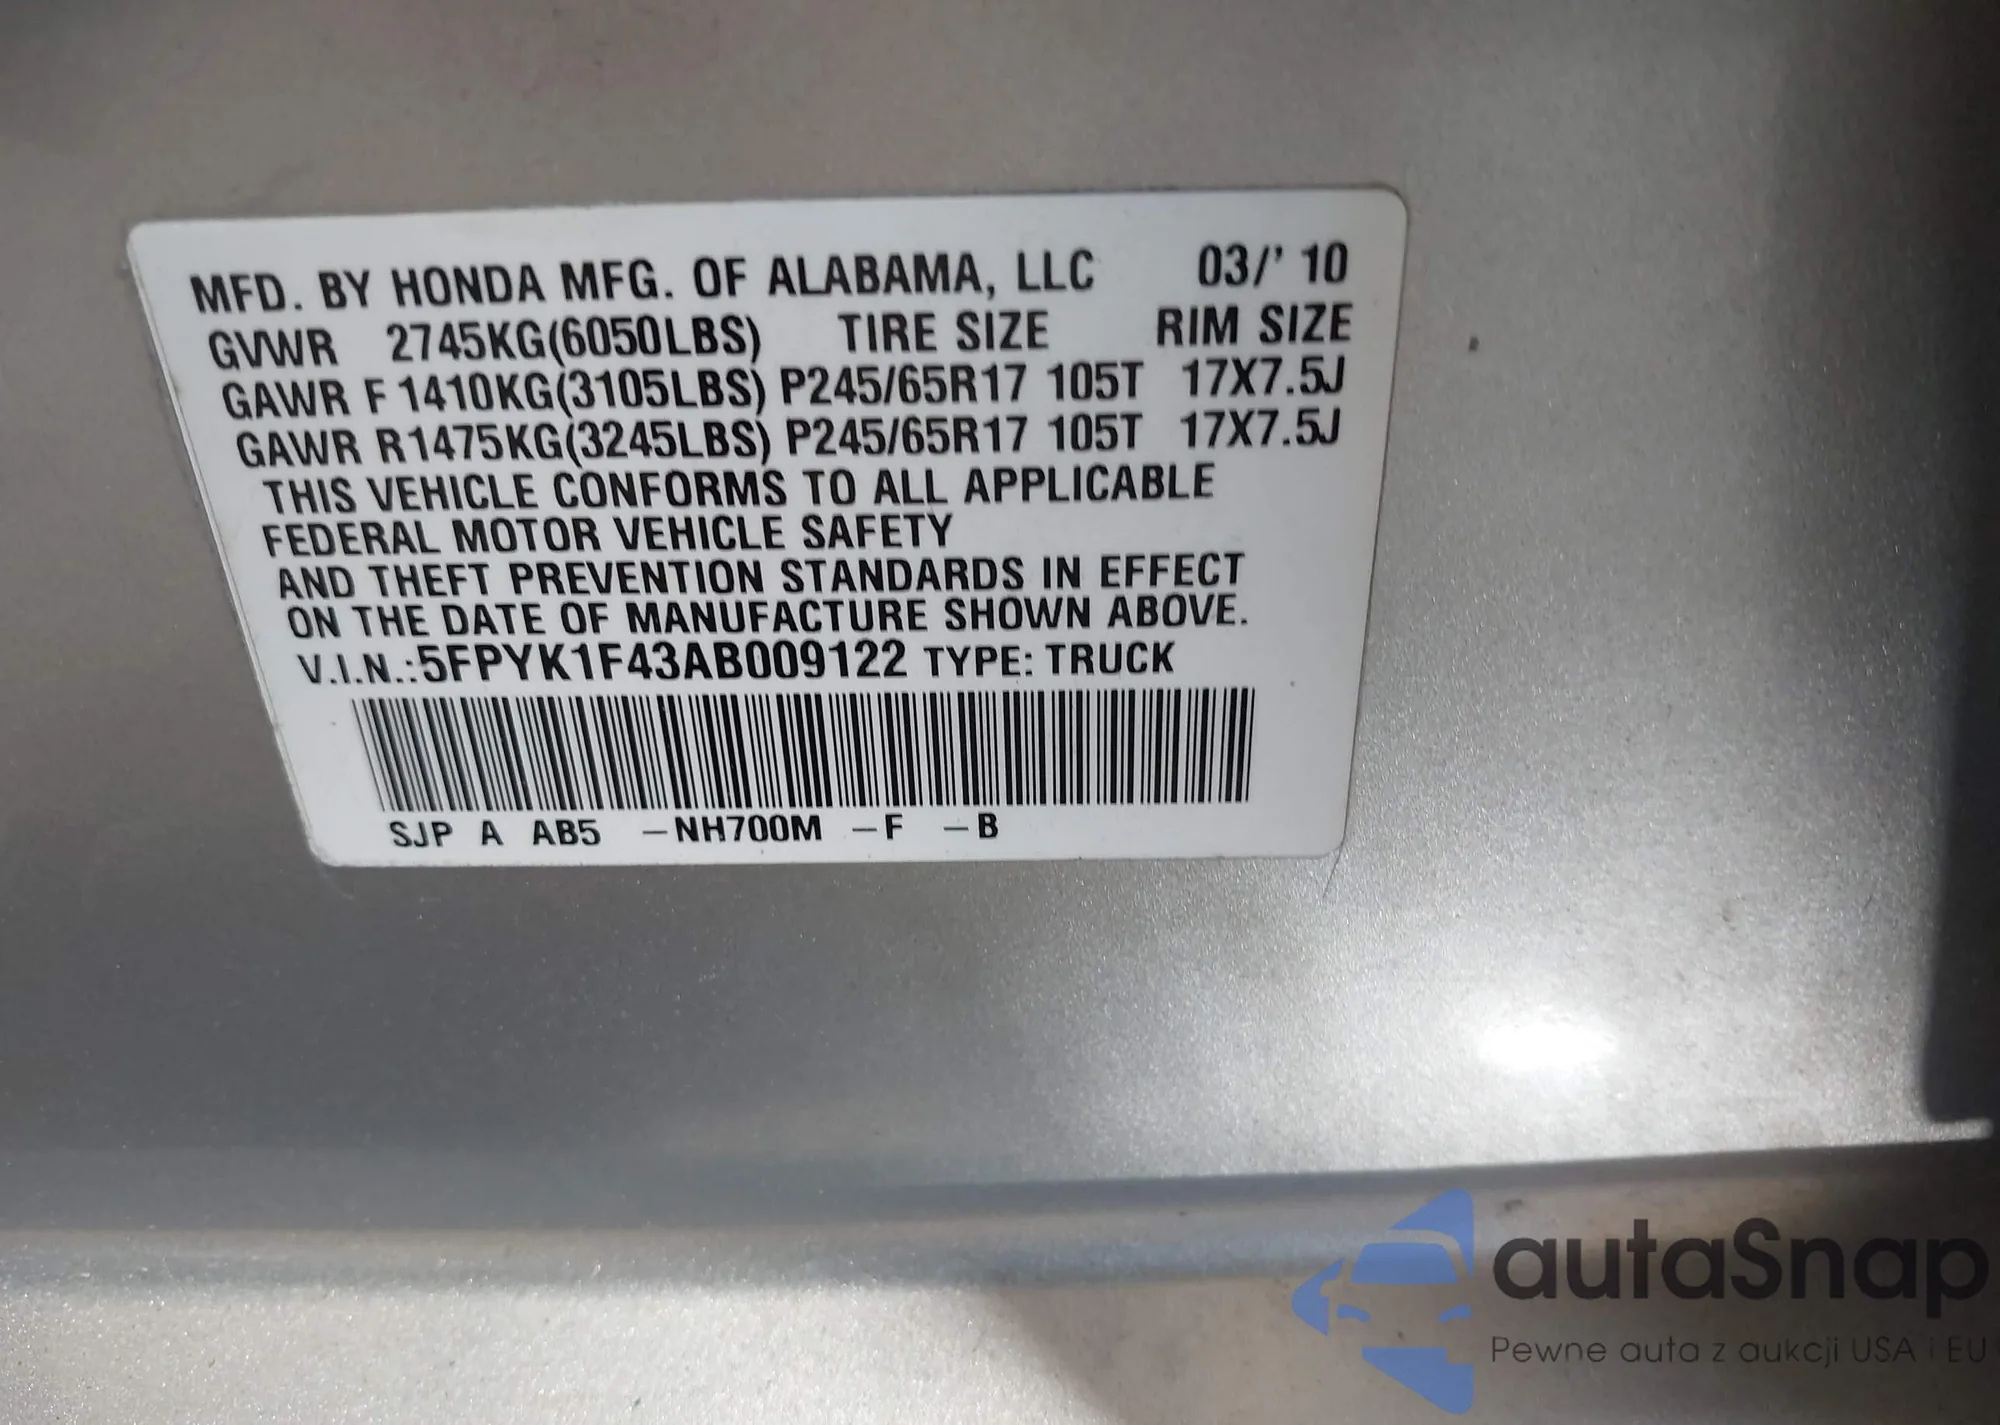 MFD. BY HONDA MFG. OF ALABAMA, LLC 03/' 10
GVWR 2745KG(6050LBS) TIRE SIZE RIM SIZE
GAWR F 1410KG(3105LBS) P245/65R17 105T 17X7.5J
GAWR R1475KG(3245LBS) P245/65R17 105T 17X7.5J
THIS VEHICLE CONFORMS TO ALL APPLICABLE
FEDERAL MOTOR VEHICLE SAFETY
AND THEFT PREVENTION STANDARDS IN EFFECT
ON THE DATE OF MANUFACTURE SHOWN ABOVE.
V.I.N.:5FPYK1F43AB009122 TYPE: TRUCK
SJP A AB5 -NH700M -F -B
autaSnap
Pewne auta z aukcji USA i EU